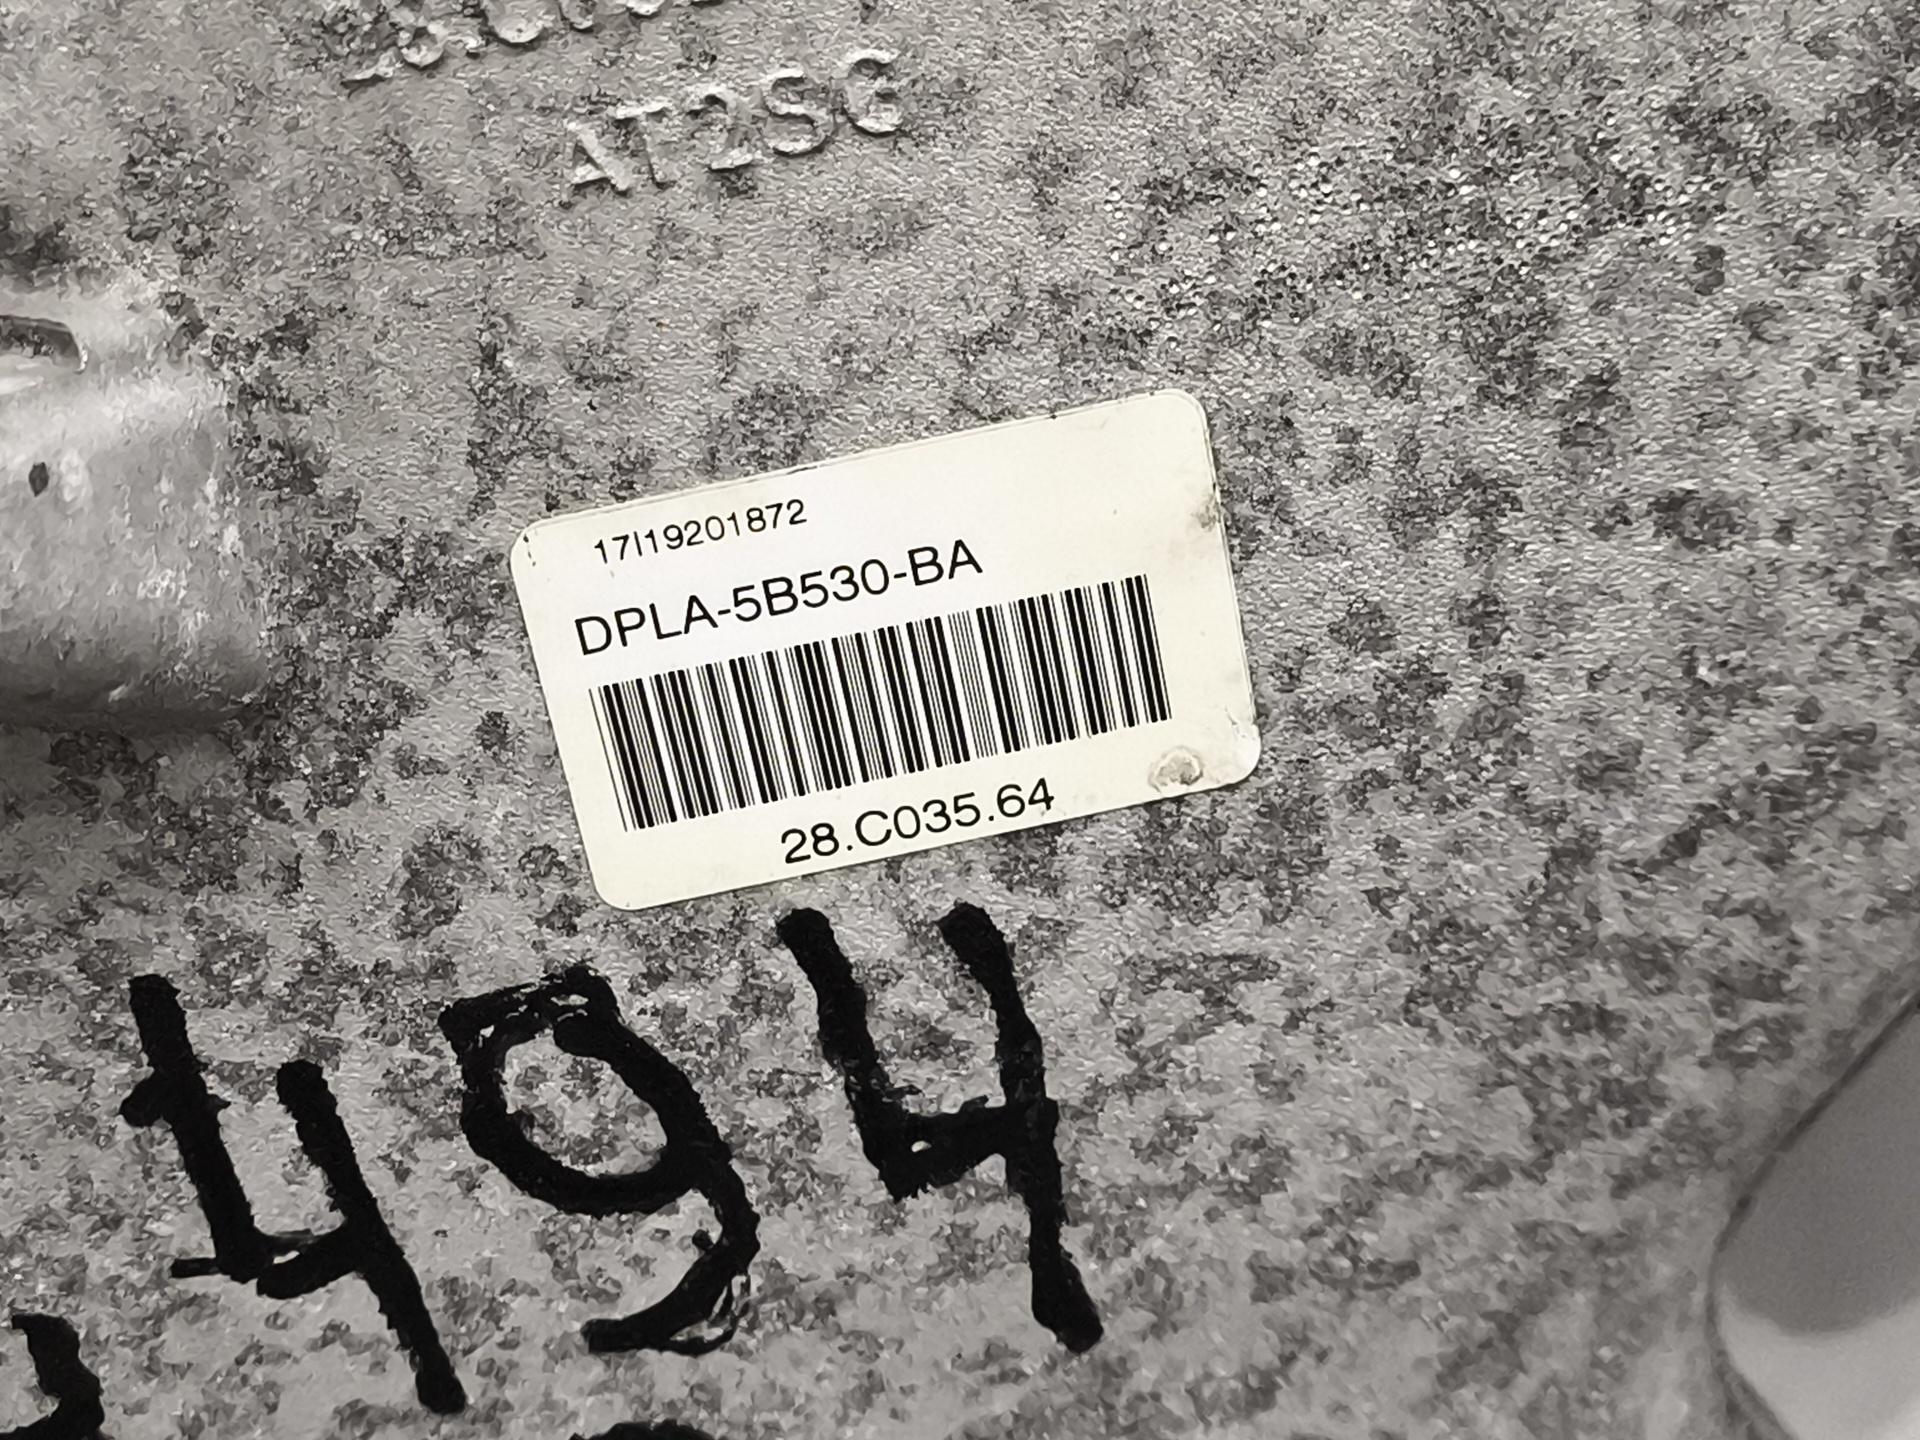 AT2SG
17I19201872
DPLA-5B530-BA
28.C035.64
494